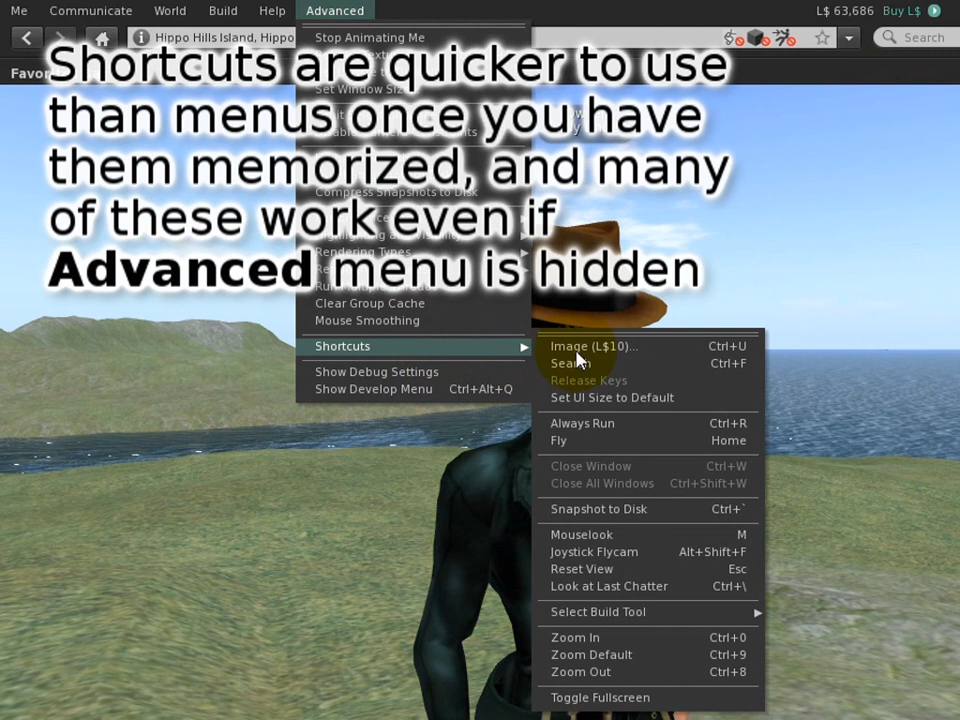 Me Communicate World Build Help Advanced L$ 63,686 Buy L$
Hippo Hills Island, Hippo Search
Shortcuts are quicker to use
than menus once you have
them memorized, and many
of these work even if
Advanced menu is hidden
Stop Animating Me
Set Window Size
Compress Snapshots to Disk
Rendering Types
Clear Group Cache
Mouse Smoothing
Shortcuts
Show Debug Settings
Show Develop Menu Ctrl+Alt+Q
Image (L$10)... Ctrl+U
Search Ctrl+F
Release Keys
Set UI Size to Default
Always Run Ctrl+R
Fly Home
Close Window Ctrl+W
Close All Windows Ctrl+Shift+W
Snapshot to Disk Ctrl+`
Mouselook M
Joystick Flycam Alt+Shift+F
Reset View Esc
Look at Last Chatter Ctrl+\
Select Build Tool
Zoom In Ctrl+0
Zoom Default Ctrl+9
Zoom Out Ctrl+8
Toggle Fullscreen